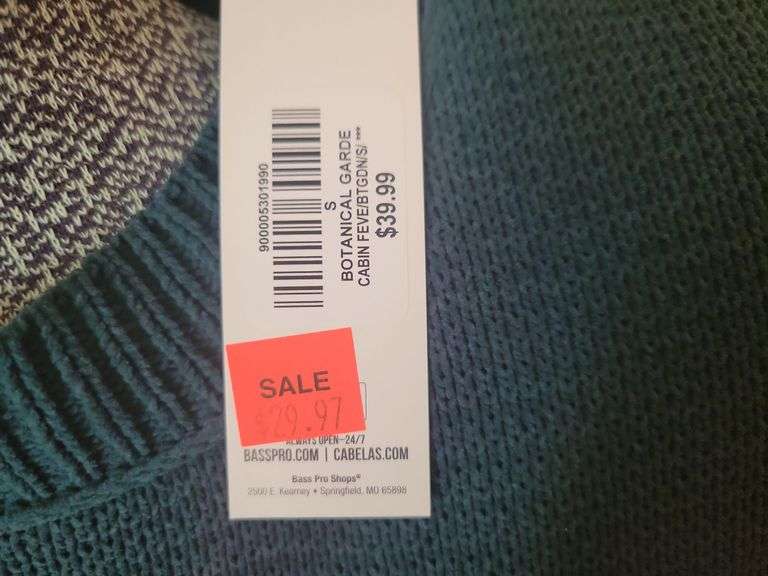 900005301990
S
BOTANICAL GARDE
CABIN FEVE/BTGDN/S/ ***
$39.99
SALE
$29.97
ALWAYS OPEN-24/7
BASSPRO.COM | CABELAS.COM
Bass Pro Shops®
2500 E. Kearney • Springfield, MO 65898